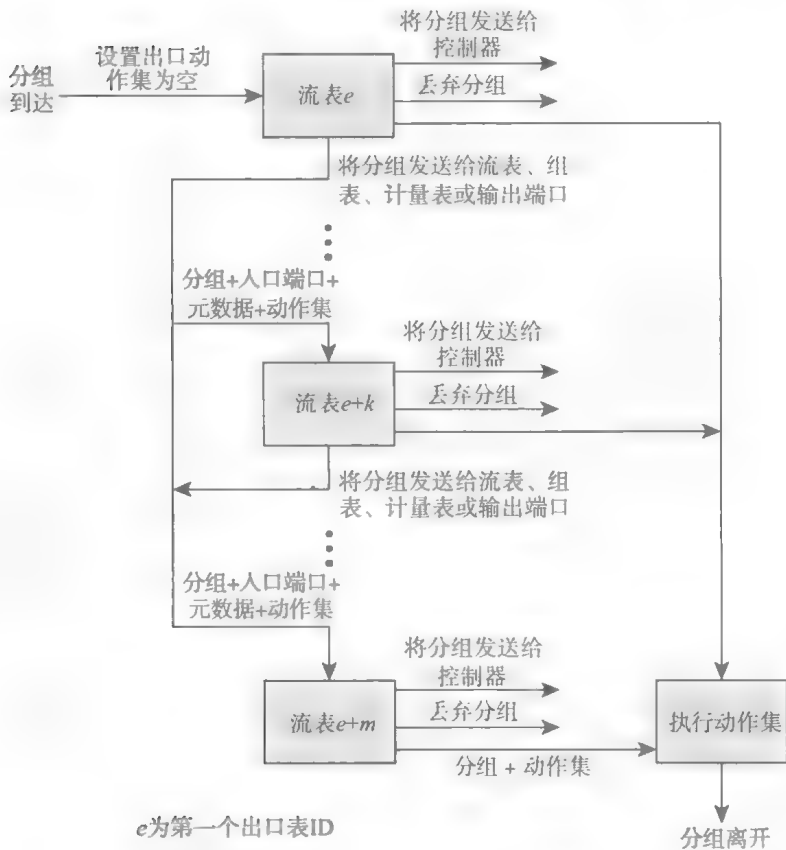 将分组发送给
控制器
设置出口动
作集为空
分组
到达
丢弃分组
流表e
将分组发送给流表、组
表、计量表或输出端口
分组+人口端口+
元数据+动作集
将分组发送给
控制器
丢弃分组
流表e+k
将分组发送给流表、组
表、计量表或输出端口
分组+人口端口+
元数据+动作集
将分组发送给
控制器
丢弃分组
流表e+m
执行动作集
分组 + 动作集
e为第一个出口表ID
分组离开